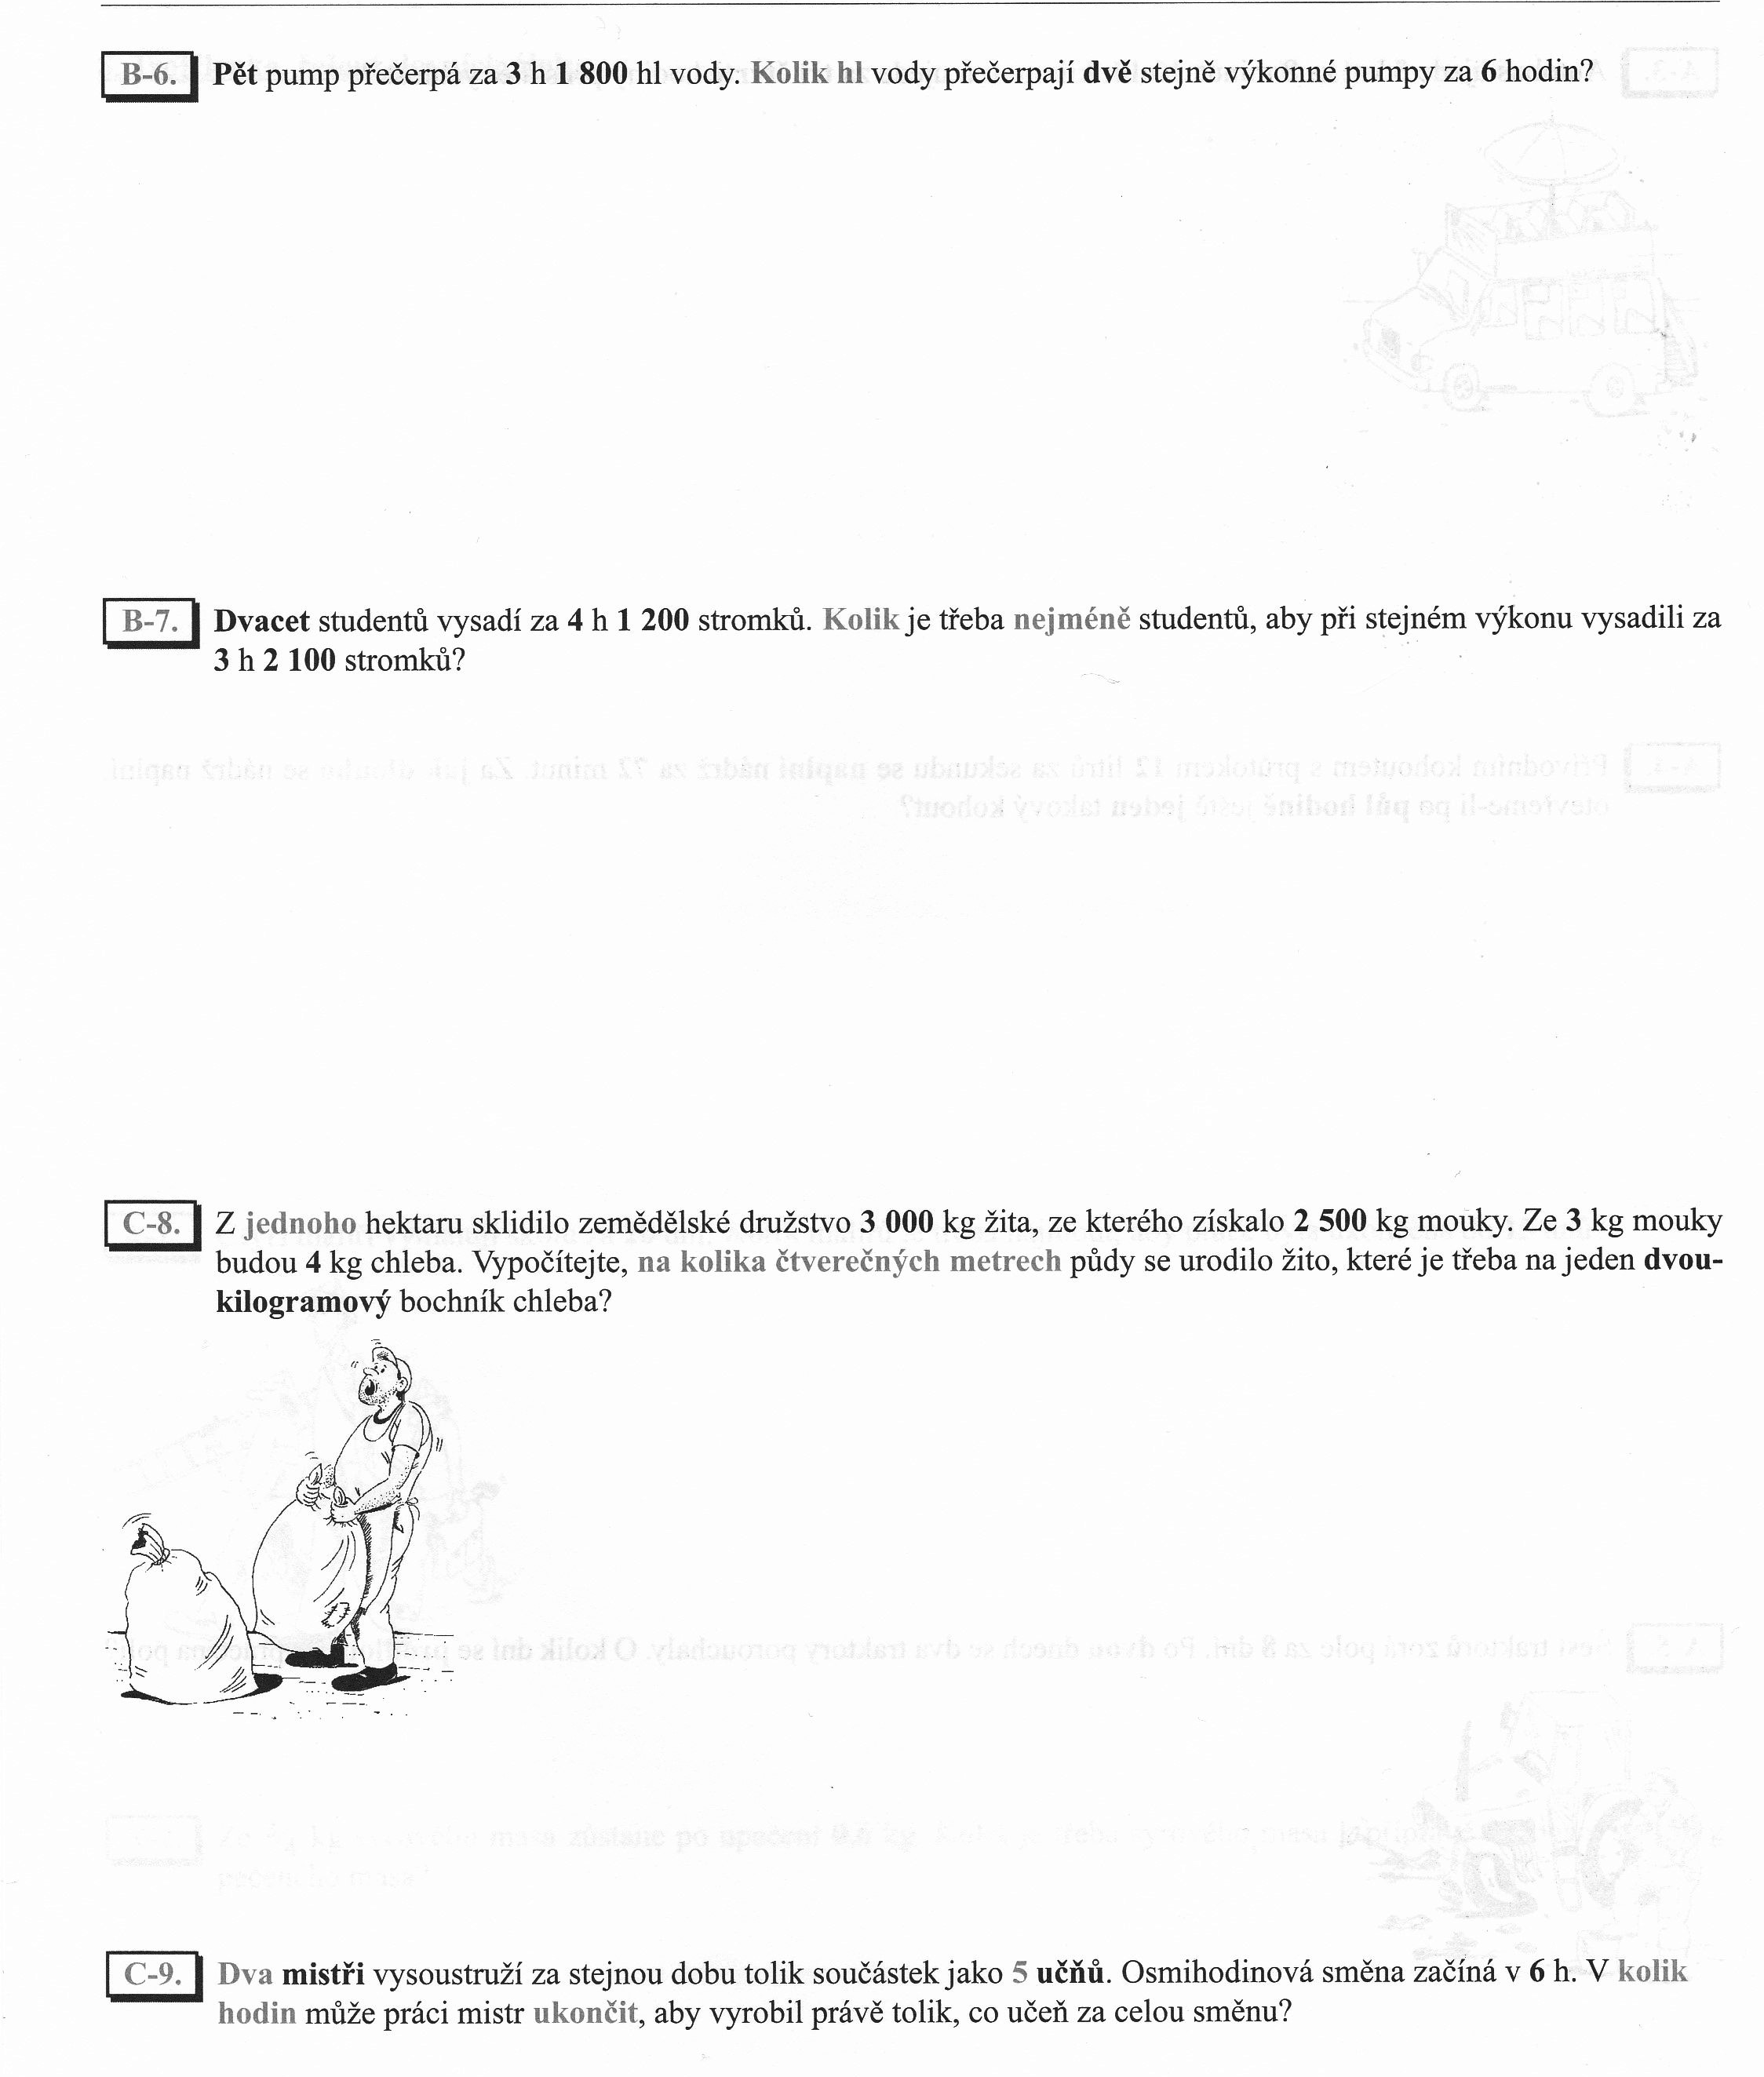 B-6. Pět pump přečerpá za 3 h 1 800 hl vody. Kolik hl vody přečerpají dvě stejně výkonné pumpy za 6 hodin?
B-7. Dvacet studentů vysadí za 4 h 1 200 stromků. Kolik je třeba nejméně studentů, aby při stejném výkonu vysadili za
3 h 2 100 stromků?
C-8. Z jednoho hektaru sklidilo zemědělské družstvo 3 000 kg žita, ze kterého získalo 2 500 kg mouky. Ze 3 kg mouky
budou 4 kg chleba. Vypočítejte, na kolika čtverečných metrech půdy se urodilo žito, které je třeba na jeden dvou-
kilogramový bochník chleba?
C-9. Dva mistři vysoustruží za stejnou dobu tolik součástek jako 5 učňů. Osmihodinová směna začíná v 6 h. V kolik
hodin může práci mistr ukončit, aby vyrobil právě tolik, co učeň za celou směnu?